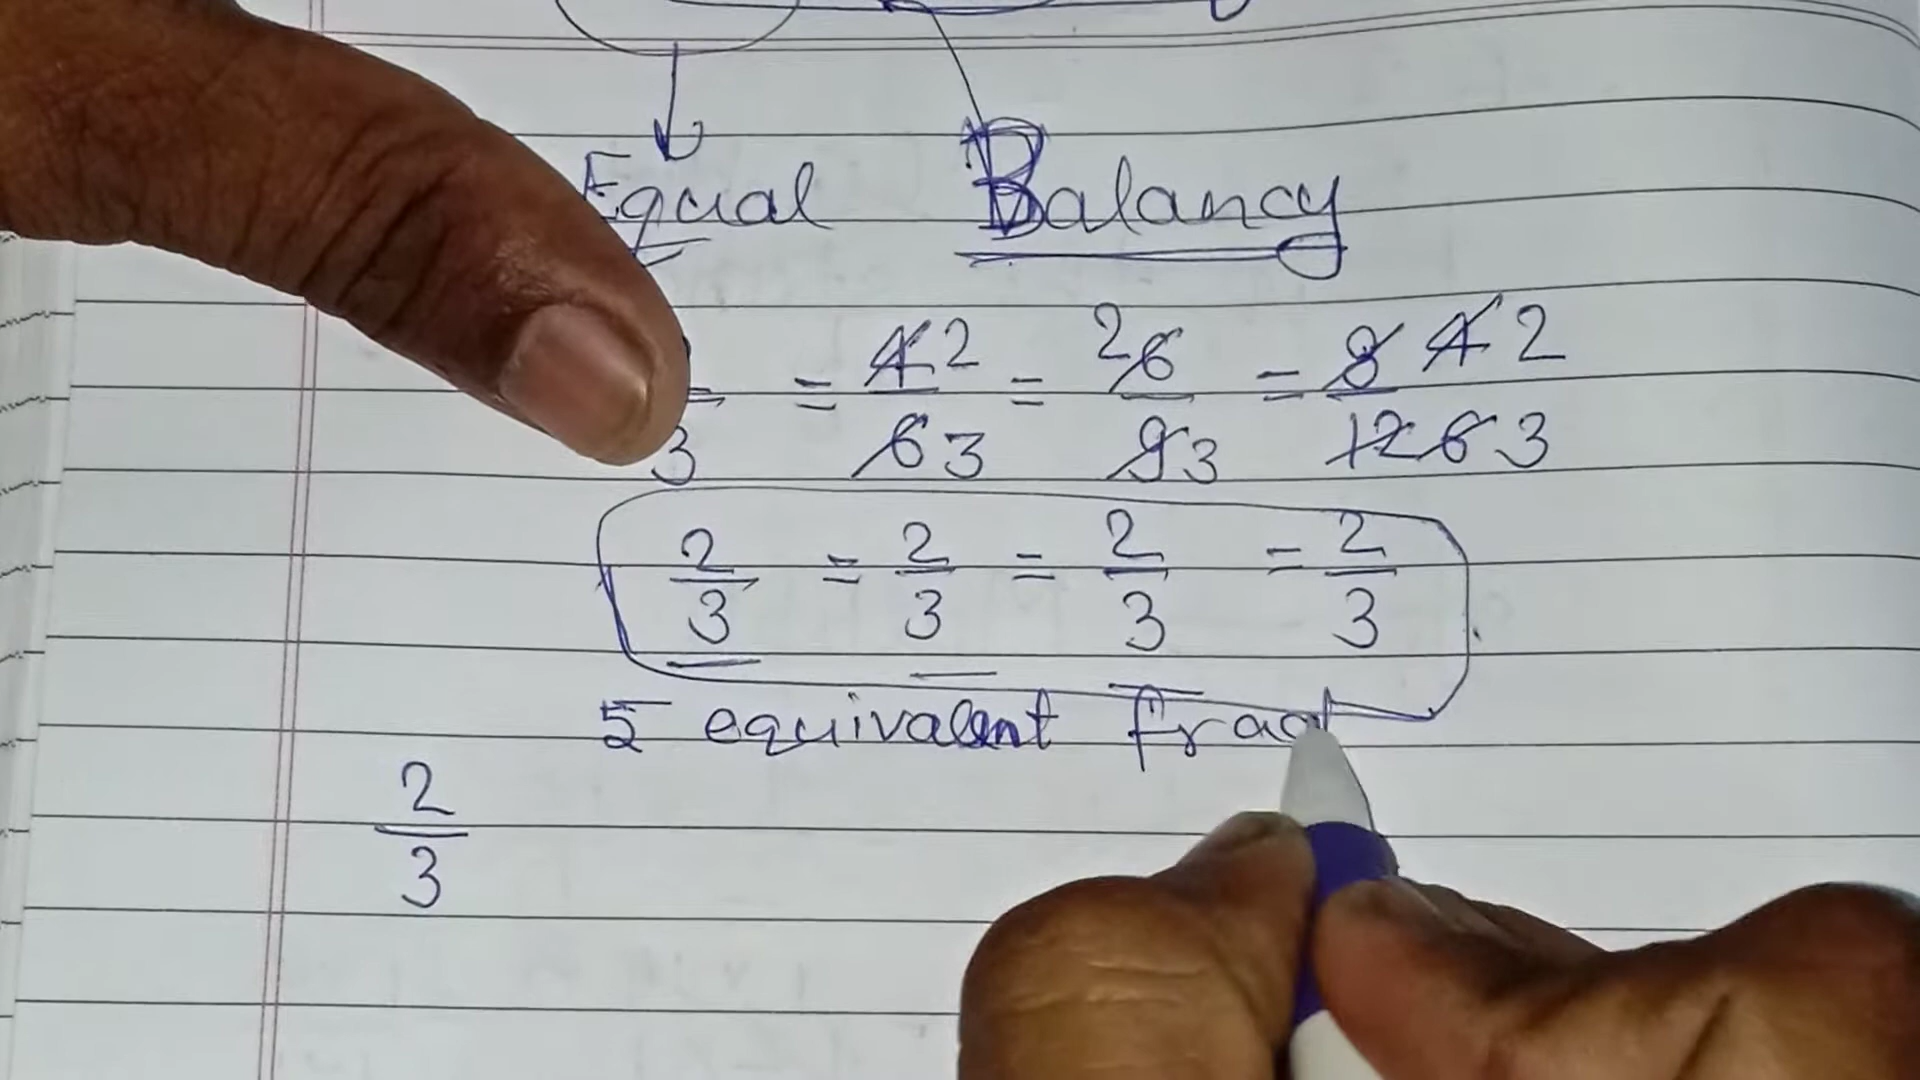 Equal Balancy
3 = 4 2 / 6 3 = 2 6 / 9 3 = 8 4 2 / 12 6 3
2/3 = 2/3 = 2/3 = 2/3
5 equivalent fract
2/3